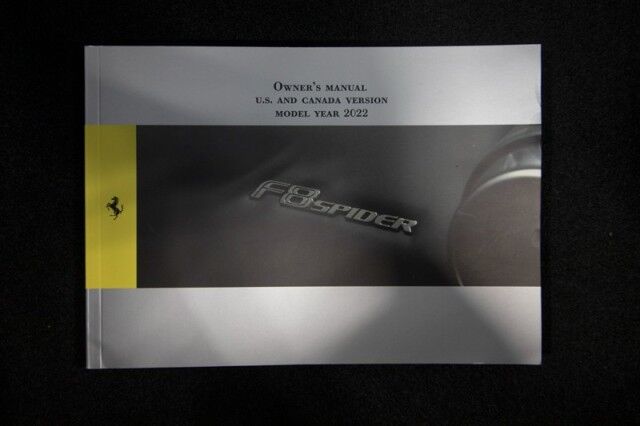 OWNER'S MANUAL
U.S. AND CANADA VERSION
MODEL YEAR 2022
F8 SPIDER